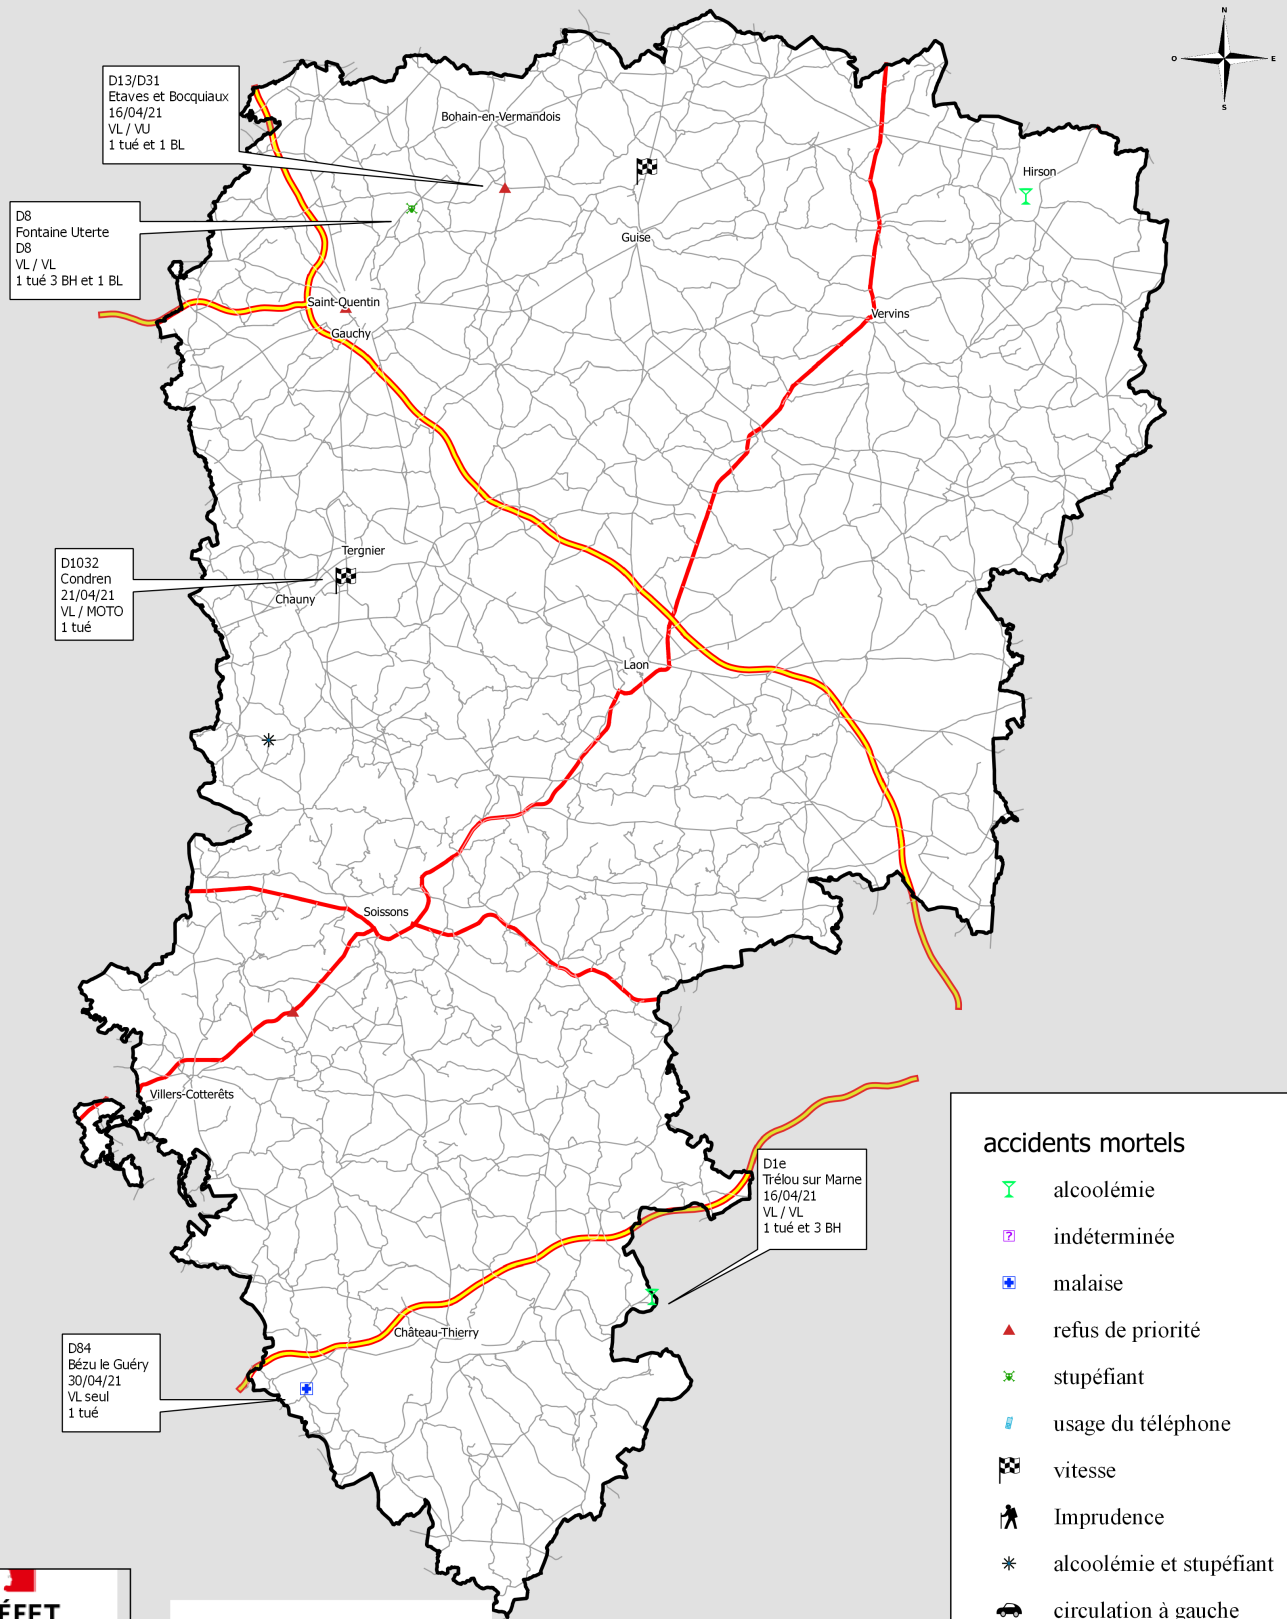 N
O
E
S
D13/D31
Etaves et Bocquiaux
16/04/21
VL / VU
1 tué et 1 BL
Bohain-en-Vermandois
Hirson
D8
Fontaine Uterte
D8
VL / VL
1 tué 3 BH et 1 BL
Guise
Saint-Quentin
Vervins
Gauchy
Tergnier
D1032
Condren
21/04/21
VL / MOTO
1 tué
Chauny
Laon
Soissons
Villers-Cotterêts
D1e
Trélou sur Marne
16/04/21
VL / VL
1 tué et 3 BH
Château-Thierry
D84
Bézu le Guéry
30/04/21
VL seul
1 tué
accidents mortels
alcoolémie
?
indéterminée
malaise
refus de priorité
stupéfiant
usage du téléphone
vitesse
Imprudence
alcoolémie et stupéfiant
circulation à gauche
ÉFET